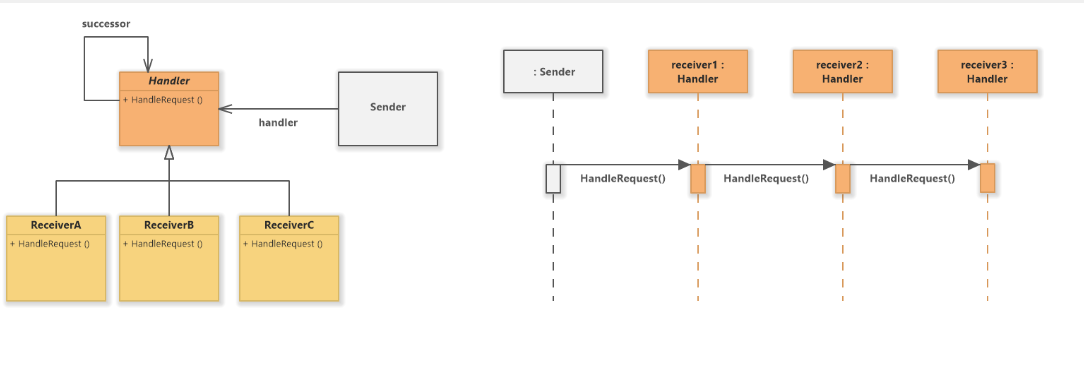 successor
Handler
+ HandleRequest ()
Sender
handler
ReceiverA
+ HandleRequest ()
ReceiverB
+ HandleRequest ()
ReceiverC
+ HandleRequest ()
: Sender
receiver1 :
Handler
receiver2 :
Handler
receiver3 :
Handler
HandleRequest()
HandleRequest()
HandleRequest()